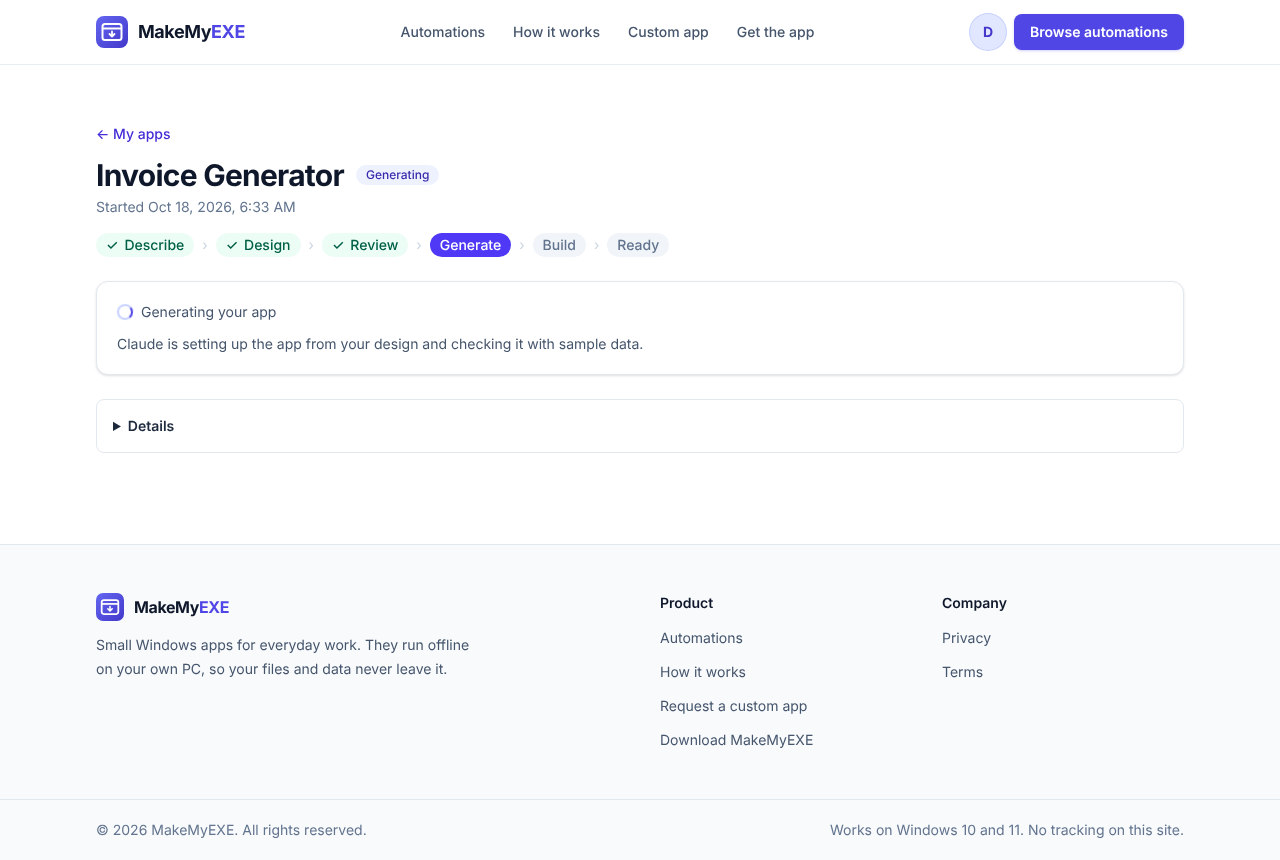 MakeMyEXE
Automations
How it works
Custom app
Get the app
D
Browse automations
← My apps
Invoice Generator
Generating
Started Oct 18, 2026, 6:33 AM
✓ Describe › ✓ Design › ✓ Review › Generate › Build › Ready
Generating your app
Claude is setting up the app from your design and checking it with sample data.
Details
MakeMyEXE
Small Windows apps for everyday work. They run offline
on your own PC, so your files and data never leave it.
Product
Automations
How it works
Request a custom app
Download MakeMyEXE
Company
Privacy
Terms
© 2026 MakeMyEXE. All rights reserved.
Works on Windows 10 and 11. No tracking on this site.